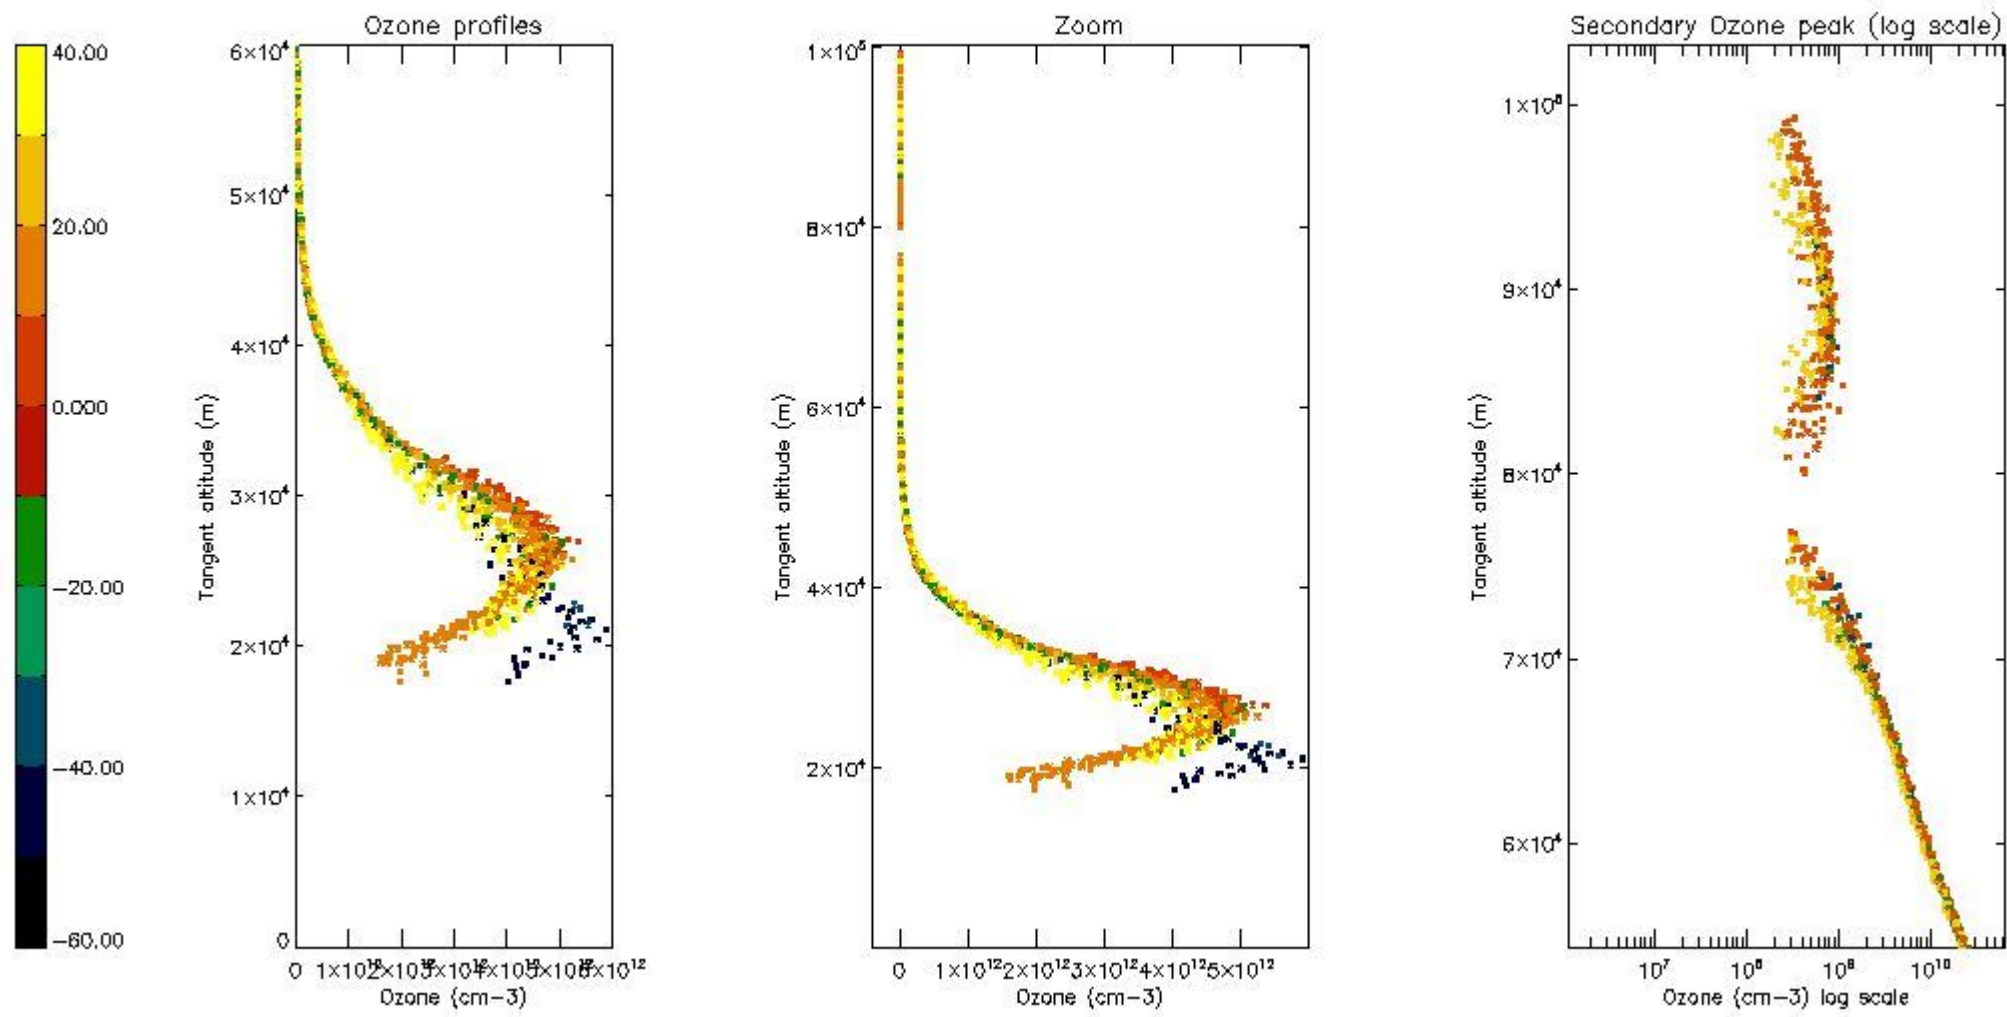 Ozone profiles
Zoom
Secondary Ozone peak (log scale)
40.00
20.00
0.000
-20.00
-40.00
-60.00
6×10⁴
5×10⁴
4×10⁴
3×10⁴
2×10⁴
1×10⁴
0
Tangent altitude (m)
0 1×10¹² 6×10¹²
Ozone (cm-3)
1×10⁵
8×10⁴
6×10⁴
4×10⁴
2×10⁴
Tangent altitude (m)
0 1×10¹² 2×10¹² 3×10¹² 4×10¹² 5×10¹²
Ozone (cm-3)
9×10⁴
8×10⁴
7×10⁴
6×10⁴
Tangent altitude (m)
10⁷ 10¹⁰
Ozone (cm-3) log scale